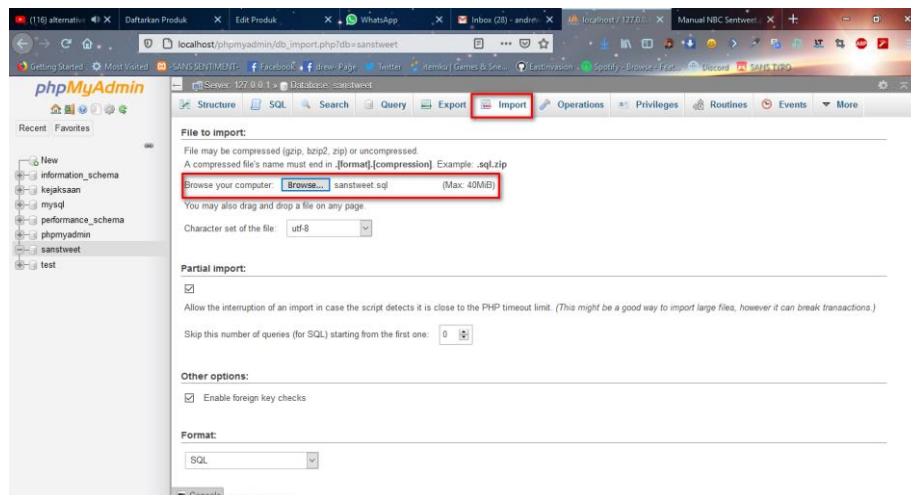 (116) alternative
Daftarkan Produk
Edit Produk
WhatsApp
Inbox (28) - andre
localhost / 127.0.0.1
Manual NBC Sentweet
localhost/phpmyadmin/db_import.php?db=sanstweet
Getting Started
Most Visited
-SANS SENTIMENT-
Facebook
drew- Page
Twitter
itemku | Games &
Spotify - Browse -
Discord
SANS TYPO
phpMyAdmin
Server: 127.0.0.1 » Database: sanstweet
Structure
SQL
Search
Query
Export
Import
Operations
Privileges
Routines
Events
More
Recent Favorites
New
information_schema
kejaksaan
mysql
performance_schema
phpmyadmin
sanstweet
test
File to import:
File may be compressed (gzip, bzip2, zip) or uncompressed.
A compressed file's name must end in .[format].[compression]. Example: .sql.zip
Browse your computer: Browse... sanstweet.sql (Max: 40MiB)
You may also drag and drop a file on any page.
Character set of the file: utf-8
Partial import:
Allow the interruption of an import in case the script detects it is close to the PHP timeout limit. (This might be a good way to import large files, however it can break transactions.)
Skip this number of queries (for SQL) starting from the first one: 0
Other options:
Enable foreign key checks
Format:
SQL
Console